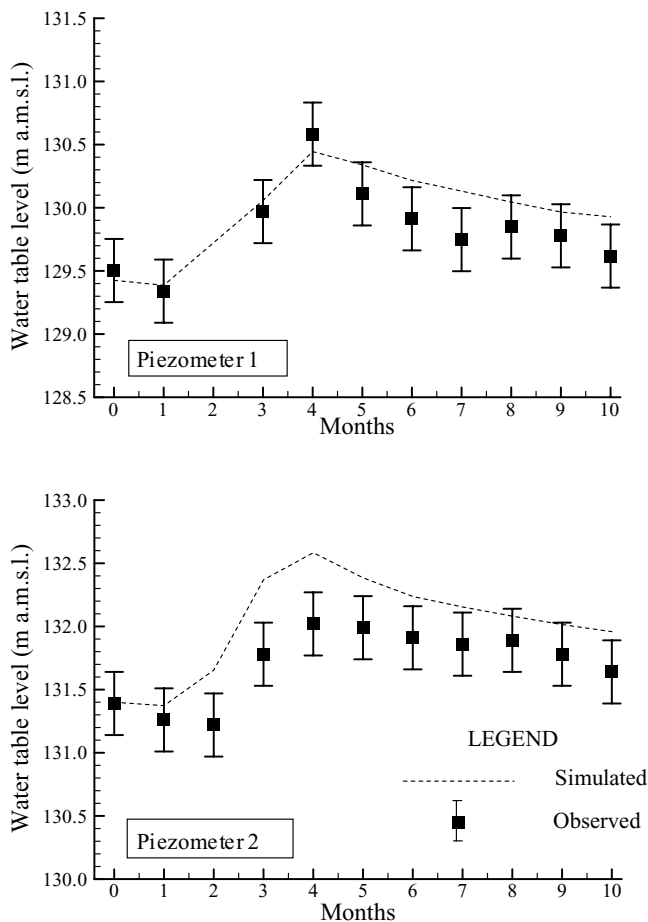 131.5
131.0
130.5
130.0
129.5
129.0
128.5
Water table level (m a.m.s.l.)
Piezometer 1
0 1 2 3 4 5 6 7 8 9 10
Months
133.0
132.5
132.0
131.5
131.0
130.5
130.0
Water table level (m a.m.s.l.)
LEGEND
Simulated
Observed
Piezometer 2
0 1 2 3 4 5 6 7 8 9 10
Months